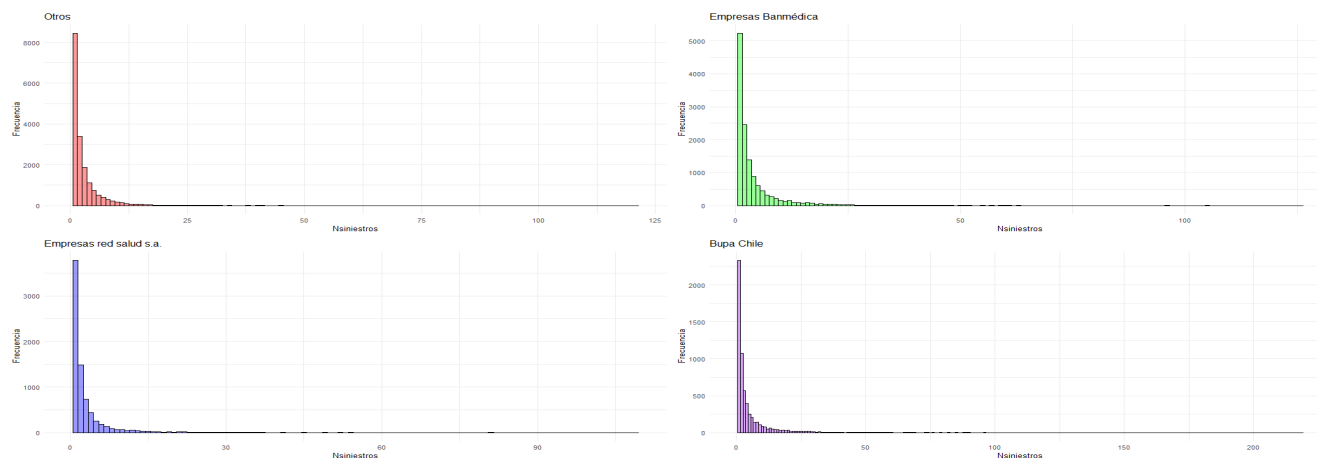 Otros
Frecuencia
8000
6000
4000
2000
0
0 25 50 75 100 125
Nsiniestros
Empresas Banmédica
Frecuencia
5000
4000
3000
2000
1000
0
0 50 100
Nsiniestros
Empresas red salud s.a.
Frecuencia
3000
2000
1000
0
0 30 60 90
Nsiniestros
Bupa Chile
Frecuencia
2000
1500
1000
500
0
0 50 100 150 200
Nsiniestros